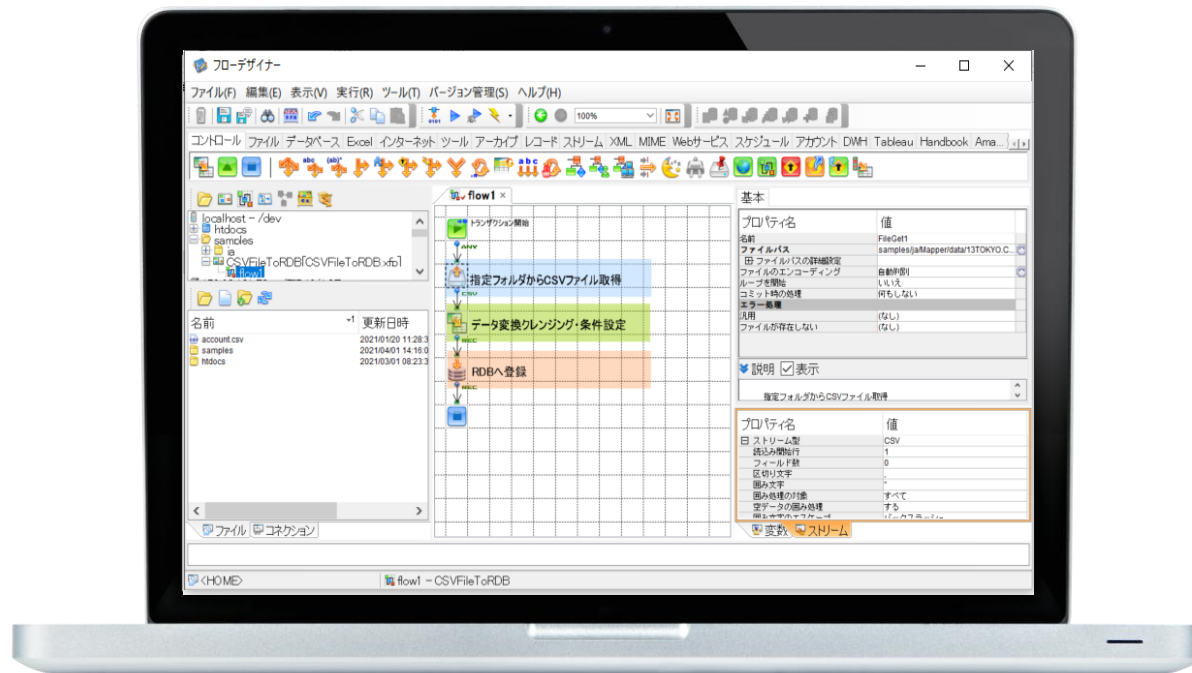 フローデザイナー
ファイル(F) 編集(E) 表示(V) 実行(R) ツール(T) バージョン管理(S) ヘルプ(H)
100%
コントロール ファイル データベース Excel インターネット ツール アーカイブ レコード ストリーム XML MIME Webサービス スケジュール アカウント DWH Tableau Handbook Ama...
abc (ab)* abc
localhost - /dev
htdocs
samples
ja
CSVFileToRDB[CSVFileToRDB.xfp]
flow1
名前 更新日時
account.csv 2021/01/20 11:28:3
samples 2021/04/01 14:16:0
htdocs 2021/03/01 08:23:3
ファイル コネクション
flow1 ×
トランザクション開始
ANY
指定フォルダからCSVファイル取得
CSV
データ変換クレンジング・条件設定
REC
RDBへ登録
REC
基本
プロパティ名 値
名前 FileGet1
ファイルパス samples/ja/Mapper/data/13TOKYO.C...
ファイルパスの詳細設定
ファイルのエンコーディング 自動判別
ループを開始 いいえ
コミット時の処理 何もしない
エラー処理
汎用 (なし)
ファイルが存在しない (なし)
説明 表示
指定フォルダからCSVファイル取得
プロパティ名 値
ストリーム型 CSV
読込み開始行 1
フィールド数 0
区切り文字 ,
囲み文字 "
囲み処理の対象 すべて
空データの囲み処理 する
変数 ストリーム
<HOME> flow1 - CSVFileToRDB